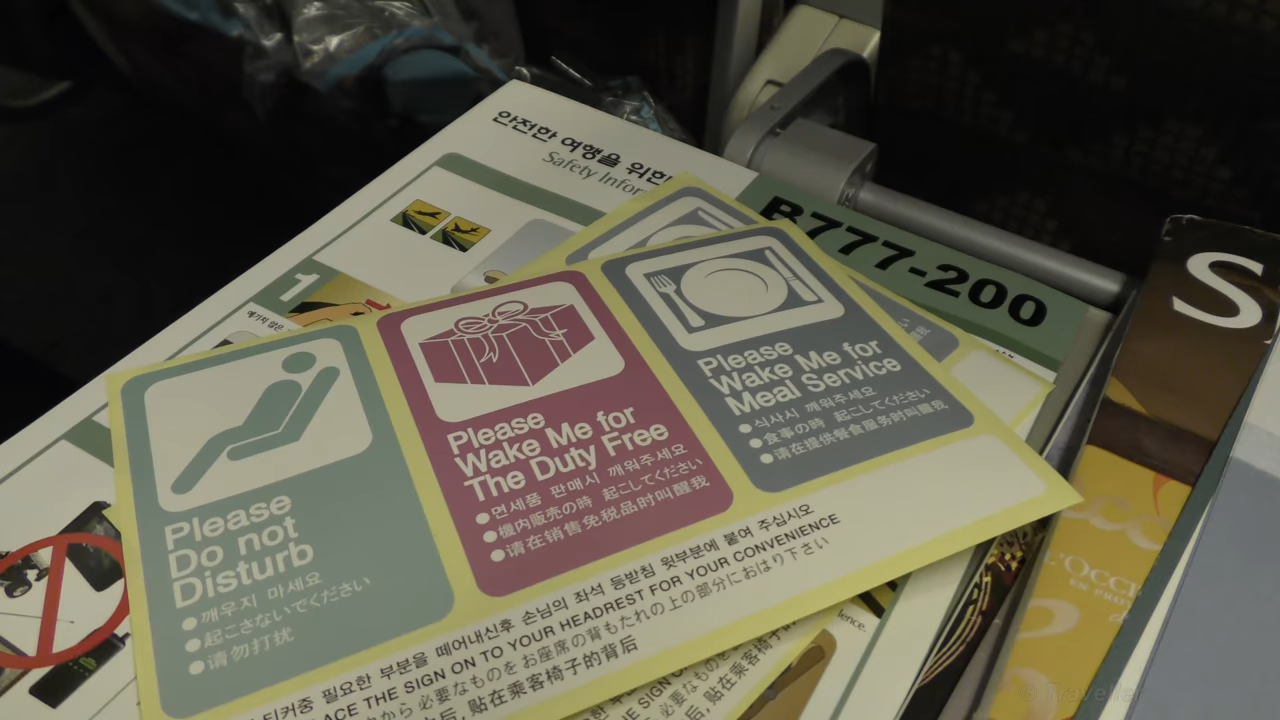 안전한 여행을 위한
Safety
B777-200
1
S
Please
Do not
Disturb
● 깨우지 마세요
● 起こさないでください
● 请勿打扰
Please
Wake Me for
The Duty Free
● 면세품 판매시 깨워주세요
● 機内販売の時 起こしてください
● 请在销售免税品时叫醒我
Please
Wake Me for
Meal Service
● 식사시 깨워주세요
● 食事の時 起こしてください
● 请在提供餐食服务时叫醒我
필요한 부분을 떼어내신후 손님의 좌석 등받침 윗부분에 붙여 주십시오
THE SIGN ON TO YOUR HEADREST FOR YOUR CONVENIENCE
から必要なものをお座席の背もたれの上の部分におはり下さい
后, 贴在乘客椅子的背后
THE SIGN
© Traveller